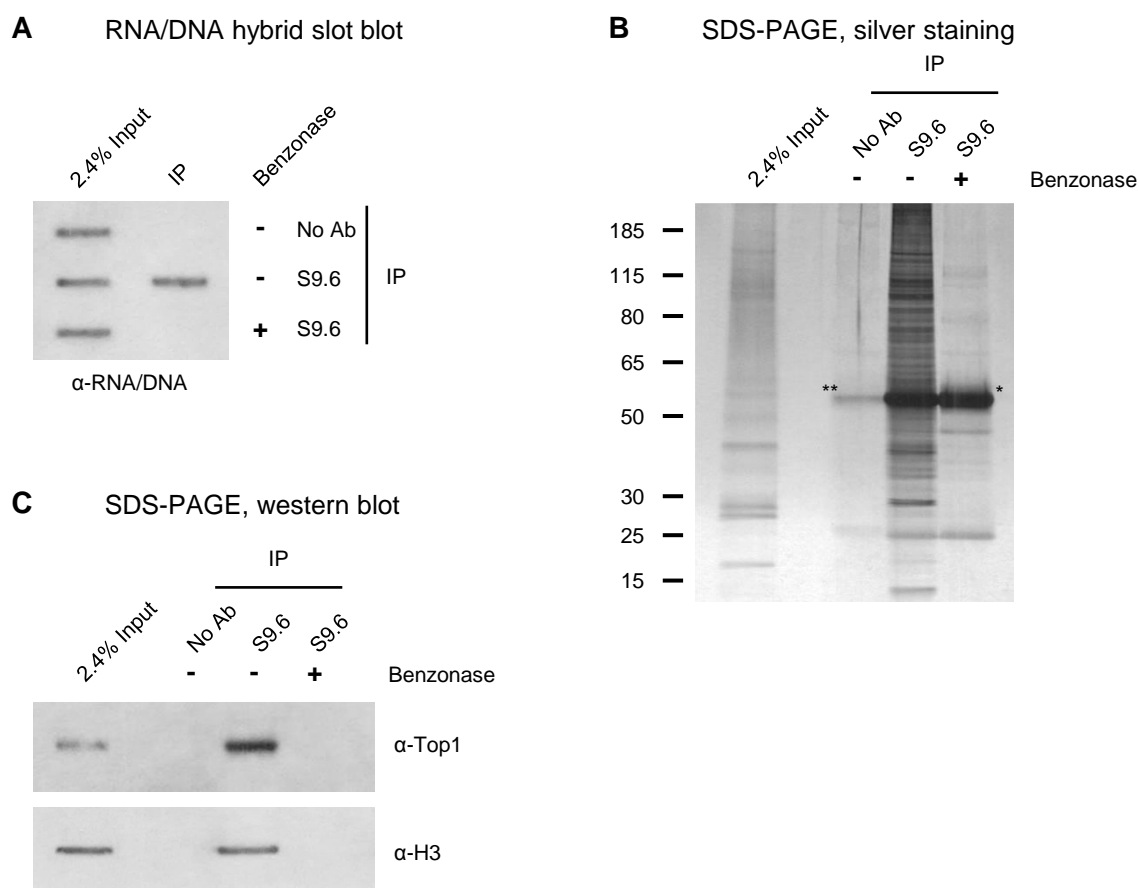 A RNA/DNA hybrid slot blot
2.4% Input
IP
Benzonase
- No Ab
- S9.6
+ S9.6
IP
α-RNA/DNA
B SDS-PAGE, silver staining
IP
2.4% Input
No Ab
S9.6
S9.6
- - + Benzonase
185
115
80
65
50
30
25
15
**
*
C SDS-PAGE, western blot
IP
2.4% Input
No Ab
S9.6
S9.6
- - + Benzonase
α-Top1
α-H3